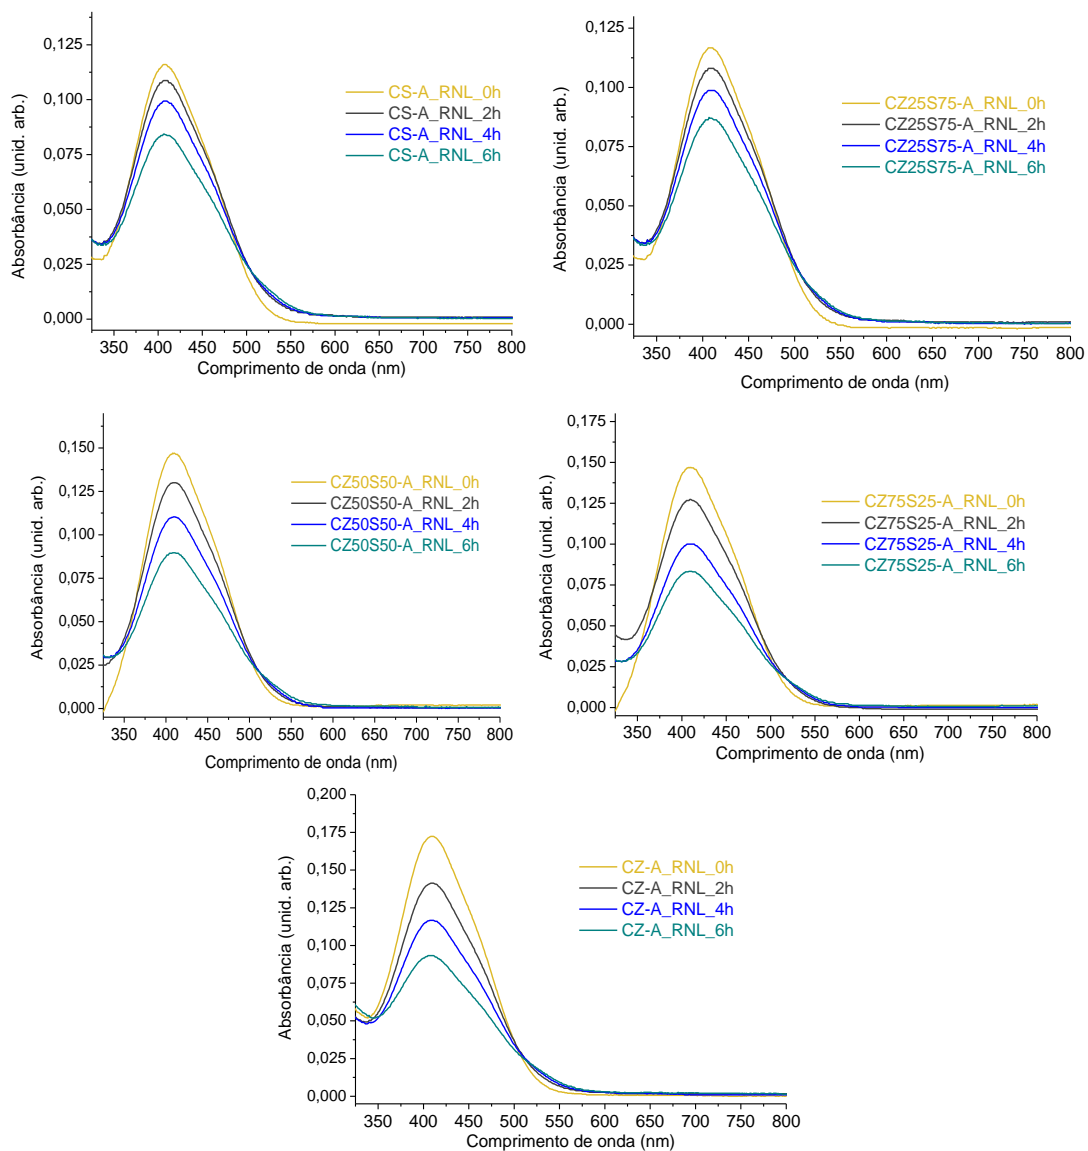 0,125
0,100
0,075
0,050
0,025
0,000
Absorbância (unid. arb.)
CS-A_RNL_0h
CS-A_RNL_2h
CS-A_RNL_4h
CS-A_RNL_6h
350 400 450 500 550 600 650 700 750 800
Comprimento de onda (nm)
0,125
0,100
0,075
0,050
0,025
0,000
Absorbância (unid. arb.)
CZ25S75-A_RNL_0h
CZ25S75-A_RNL_2h
CZ25S75-A_RNL_4h
CZ25S75-A_RNL_6h
350 400 450 500 550 600 650 700 750 800
Comprimento de onda (nm)
0,150
0,125
0,100
0,075
0,050
0,025
0,000
Absorbância (unid. arb.)
CZ50S50-A_RNL_0h
CZ50S50-A_RNL_2h
CZ50S50-A_RNL_4h
CZ50S50-A_RNL_6h
350 400 450 500 550 600 650 700 750 800
Comprimento de onda (nm)
0,175
0,150
0,125
0,100
0,075
0,050
0,025
0,000
Absorbância (unid. arb.)
CZ75S25-A_RNL_0h
CZ75S25-A_RNL_2h
CZ75S25-A_RNL_4h
CZ75S25-A_RNL_6h
350 400 450 500 550 600 650 700 750 800
Comprimento de onda (nm)
0,200
0,175
0,150
0,125
0,100
0,075
0,050
0,025
0,000
Absorbância (unid. arb.)
CZ-A_RNL_0h
CZ-A_RNL_2h
CZ-A_RNL_4h
CZ-A_RNL_6h
350 400 450 500 550 600 650 700 750 800
Comprimento de onda (nm)